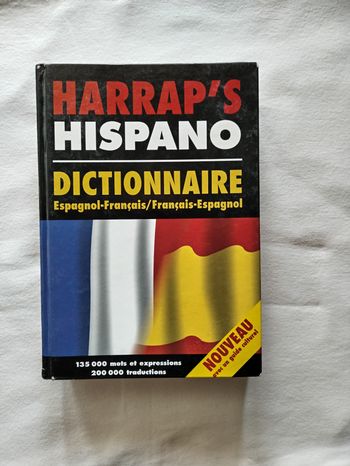 HARRAP'S
HISPANO
DICTIONNAIRE
Espagnol-Français/Français-Espagnol
135 000 mots et expressions
200 000 traductions
NOUVEAU
avec un guide culturel